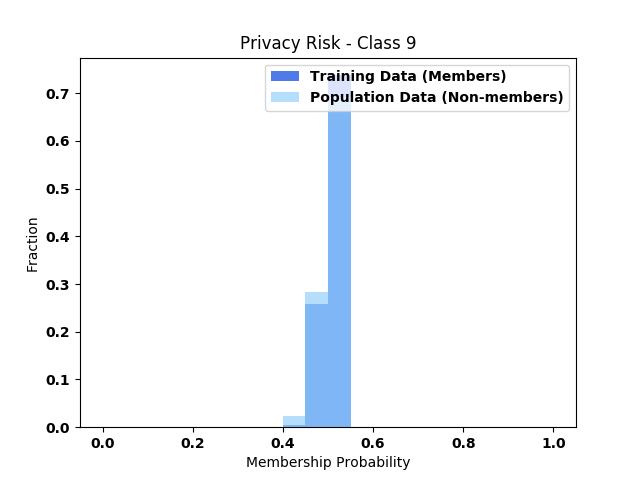 Privacy Risk - Class 9
Training Data (Members)
Population Data (Non-members)
0.7
0.6
0.5
0.4
0.3
0.2
0.1
0.0
Fraction
0.0 0.2 0.4 0.6 0.8 1.0
Membership Probability